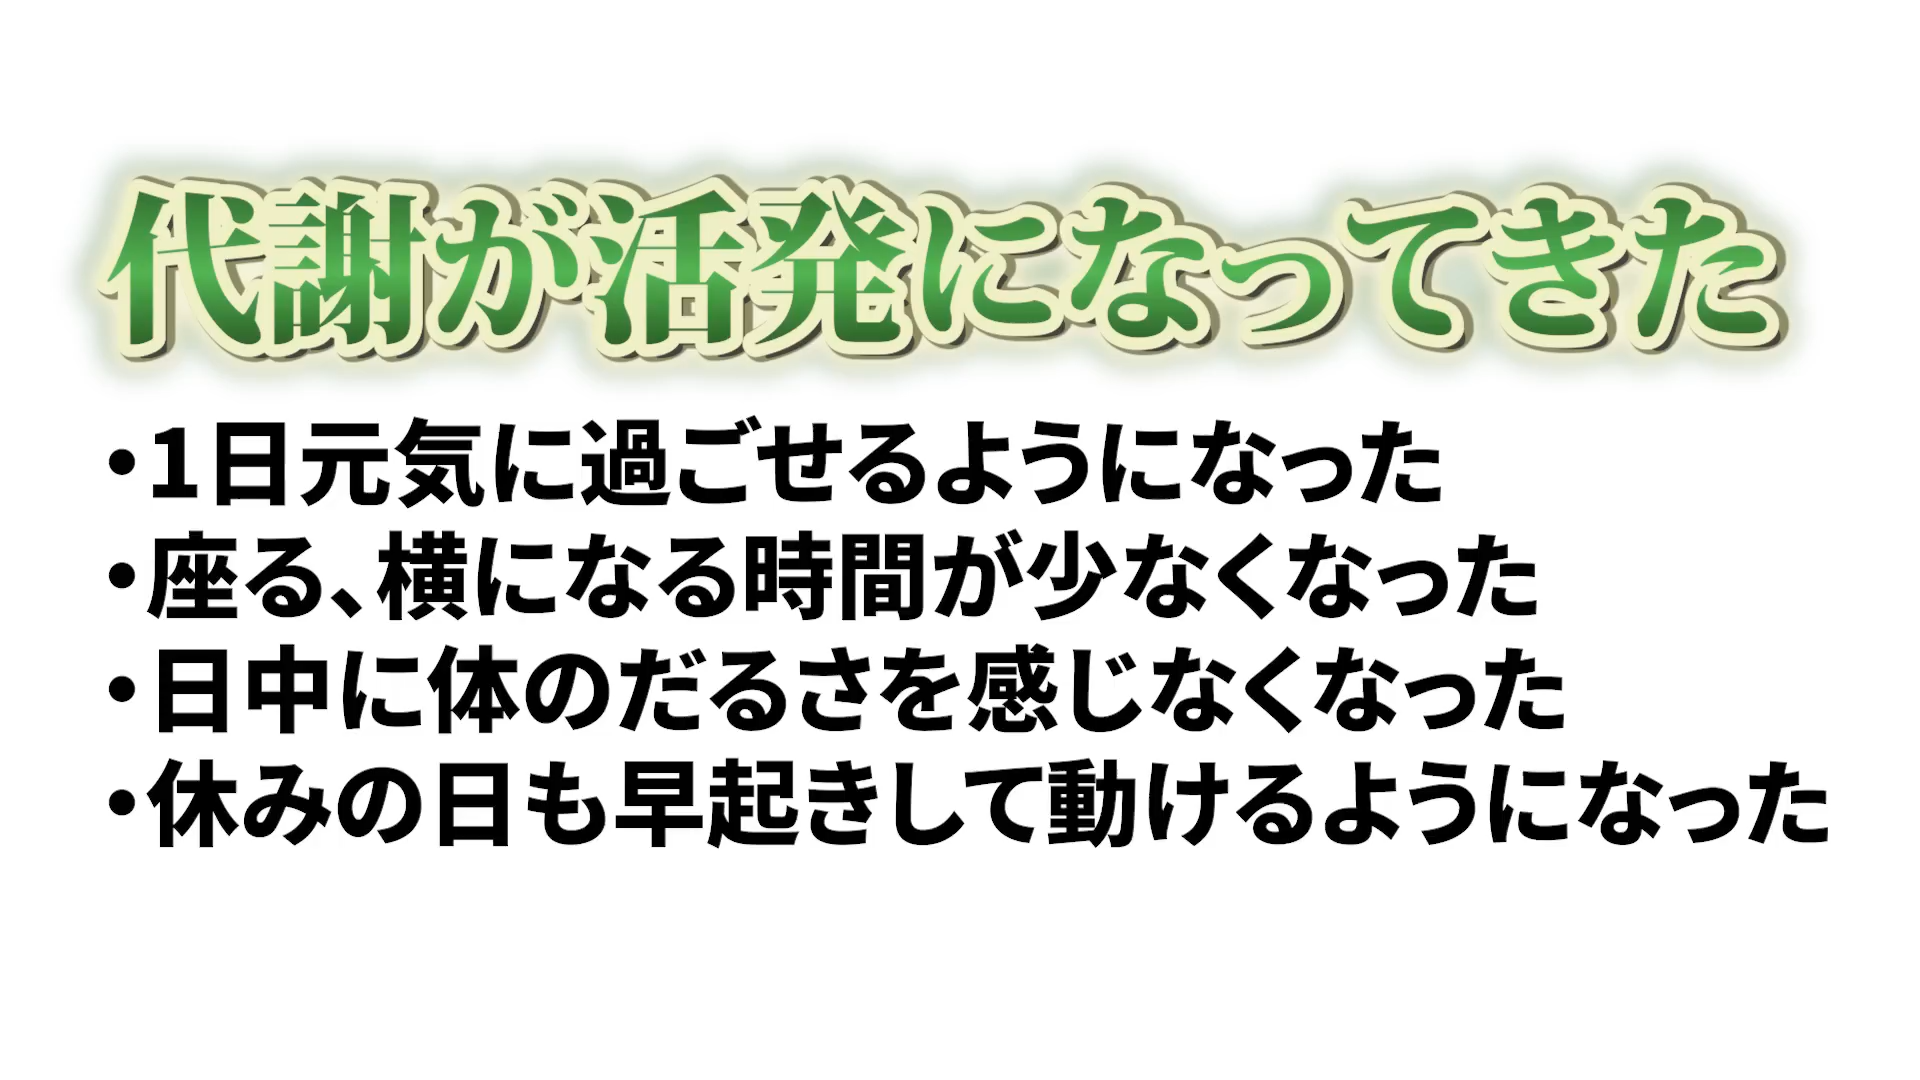 代謝が活発になってきた
・1日元気に過ごせるようになった
・座る、横になる時間が少なくなった
・日中に体のだるさを感じなくなった
・休みの日も早起きして動けるようになった